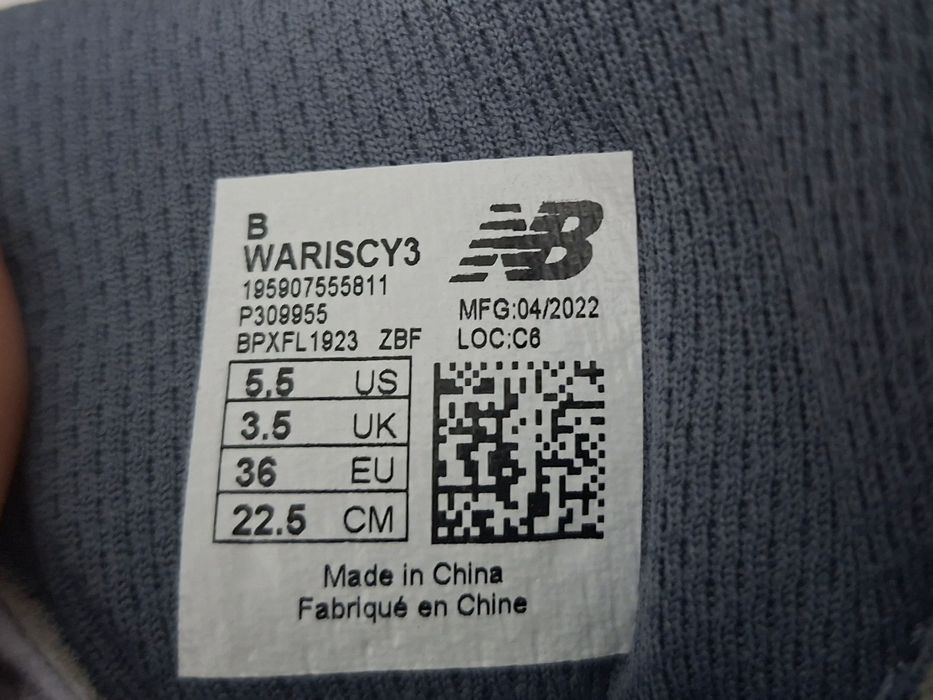 B
WARISCY3
NB
195907555811
P309955
MFG:04/2022
BPXFL1923 ZBF
LOC:C6
5.5 US
3.5 UK
36 EU
22.5 CM
Made in China
Fabriqué en Chine